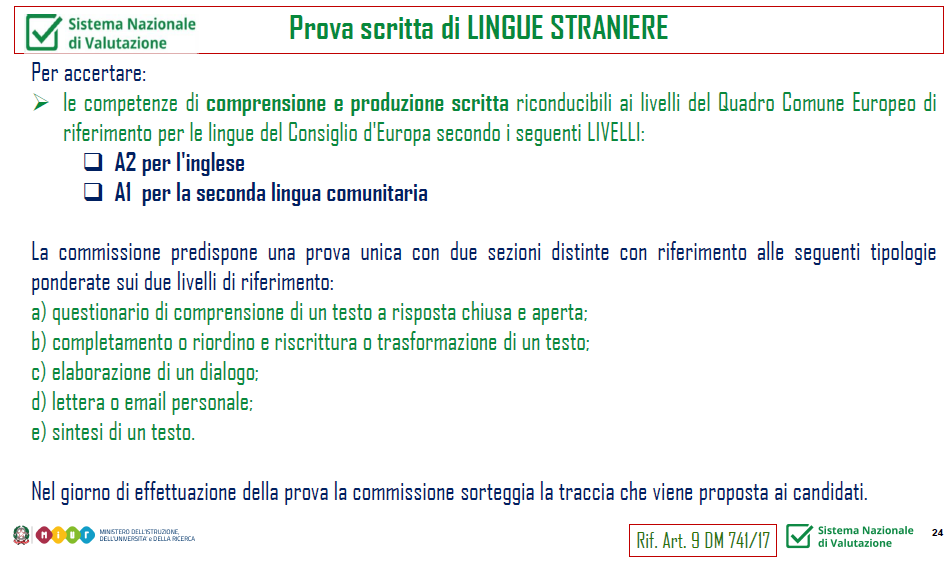 Sistema Nazionale
di Valutazione
Prova scritta di LINGUE STRANIERE
Per accertare:
➢ le competenze di comprensione e produzione scritta riconducibili ai livelli del Quadro Comune Europeo di
riferimento per le lingue del Consiglio d'Europa secondo i seguenti LIVELLI:
❑ A2 per l'inglese
❑ A1 per la seconda lingua comunitaria
La commissione predispone una prova unica con due sezioni distinte con riferimento alle seguenti tipologie
ponderate sui due livelli di riferimento:
a) questionario di comprensione di un testo a risposta chiusa e aperta;
b) completamento o riordino e riscrittura o trasformazione di un testo;
c) elaborazione di un dialogo;
d) lettera o email personale;
e) sintesi di un testo.
Nel giorno di effettuazione della prova la commissione sorteggia la traccia che viene proposta ai candidati.
MIUR
MINISTERO DELL'ISTRUZIONE,
DELL'UNIVERSITA' e DELLA RICERCA
Rif. Art. 9 DM 741/17
Sistema Nazionale
di Valutazione
24